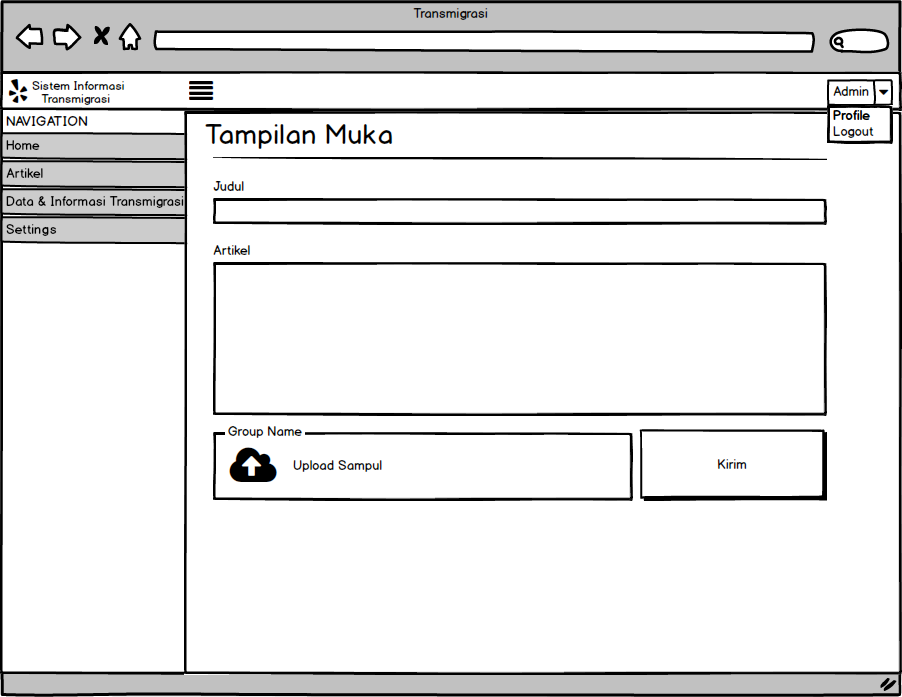 Transmigrasi
Sistem Informasi
Transmigrasi
Admin
Profile
Logout
NAVIGATION
Home
Artikel
Data & Informasi Transmigrasi
Settings
Tampilan Muka
Judul
Artikel
Group Name
Upload Sampul
Kirim